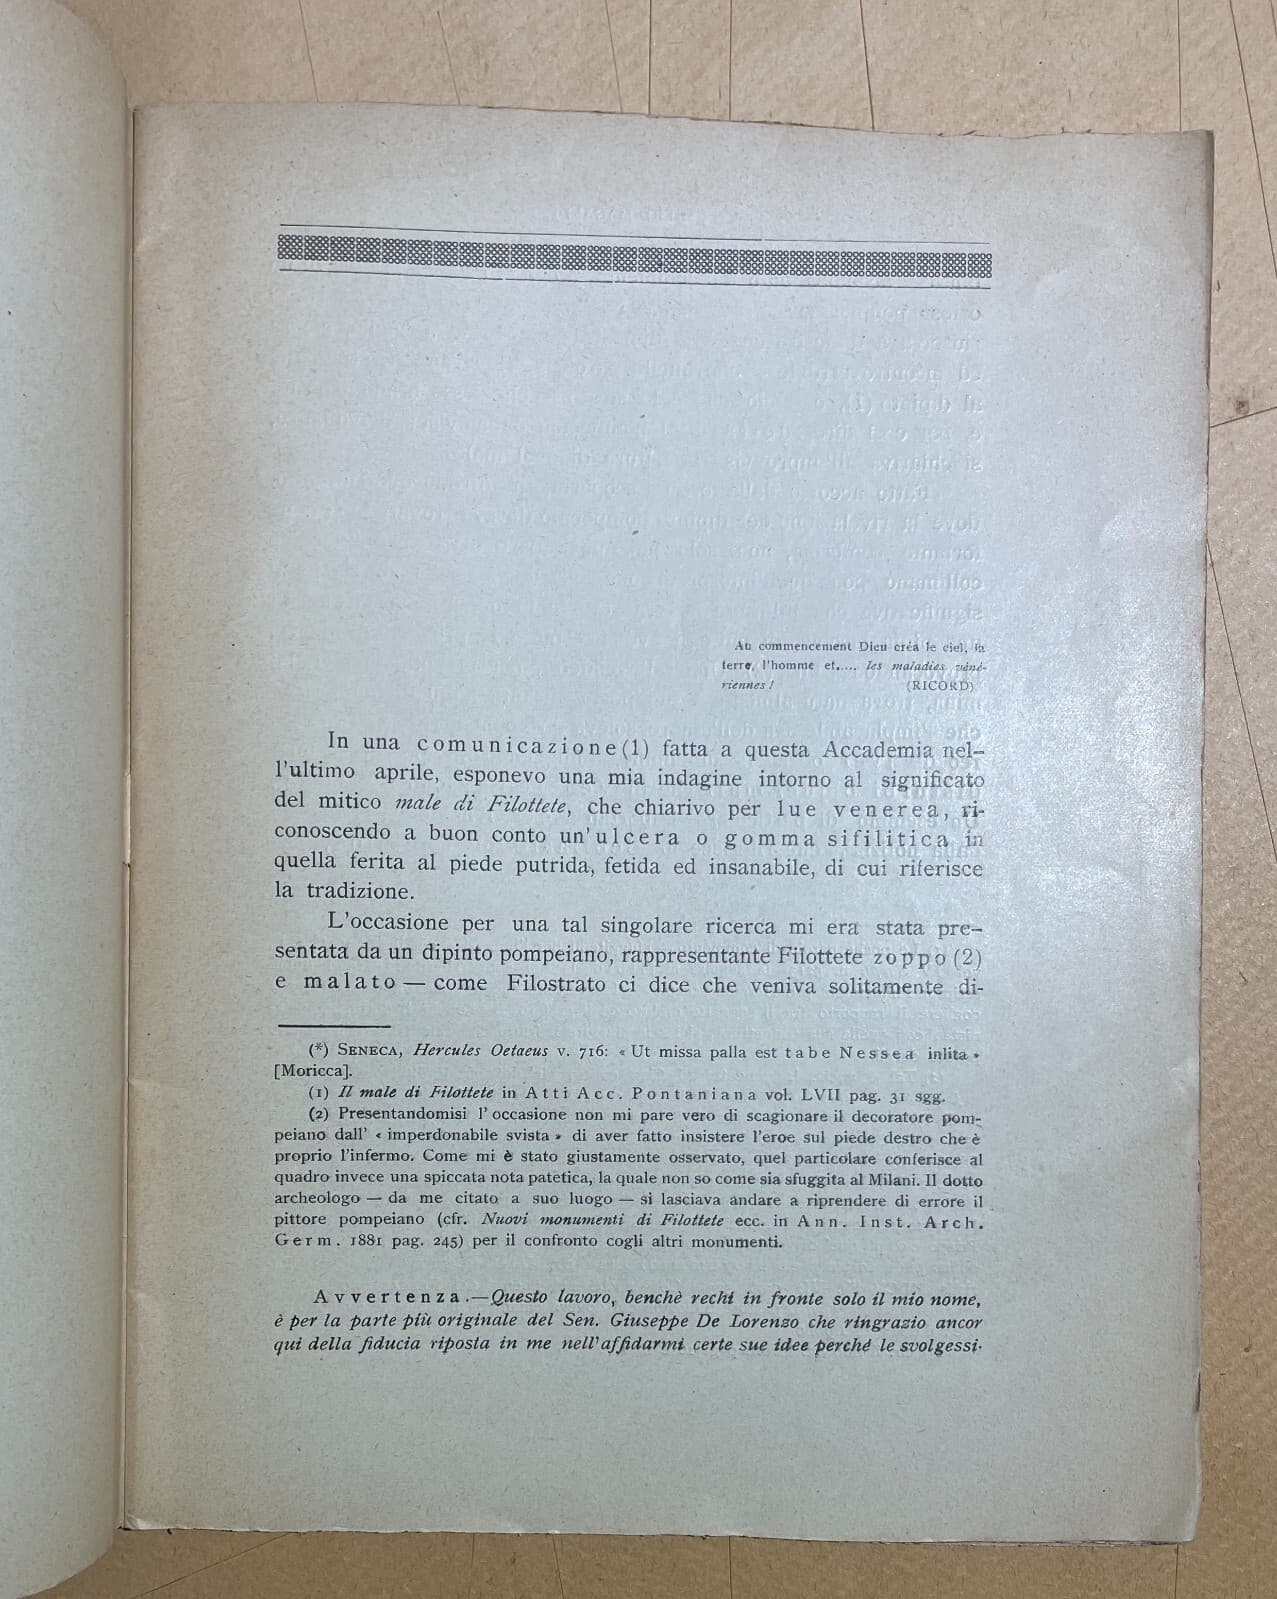 Au commencement Dieu créa le ciel, la
terre, l'homme et..... les maladies véné-
riennes! (RICORD)
In una comunicazione (1) fatta a questa Accademia nel-
l'ultimo aprile, esponevo una mia indagine intorno al significato
del mitico male di Filottete, che chiarivo per lue venerea, ri-
conoscendo a buon conto un'ulcera o gomma sifilitica in
quella ferita al piede putrida, fetida ed insanabile, di cui riferisce
la tradizione.
L'occasione per una tal singolare ricerca mi era stata pre-
sentata da un dipinto pompeiano, rappresentante Filottete zoppo (2)
e malato — come Filostrato ci dice che veniva solitamente di-
(*) SENECA, Hercules Oetaeus v. 716: « Ut missa palla est tabe Nessea inlita »
[Moricca].
(1) Il male di Filottete in Atti Acc. Pontaniana vol. LVII pag. 31 sgg.
(2) Presentandomisi l'occasione non mi pare vero di scagionare il decoratore pom-
peiano dall' « imperdonabile svista » di aver fatto insistere l'eroe sul piede destro che è
proprio l'infermo. Come mi è stato giustamente osservato, quel particolare conferisce al
quadro invece una spiccata nota patetica, la quale non so come sia sfuggita al Milani. Il dotto
archeologo — da me citato a suo luogo — si lasciava andare a riprendere di errore il
pittore pompeiano (cfr. Nuovi monumenti di Filottete ecc. in Ann. Inst. Arch.
Germ. 1881 pag. 245) per il confronto cogli altri monumenti.
Avvertenza.—Questo lavoro, benchè rechi in fronte solo il mio nome,
è per la parte più originale del Sen. Giuseppe De Lorenzo che ringrazio ancor
qui della fiducia riposta in me nell'affidarmi certe sue idee perché le svolgessi.